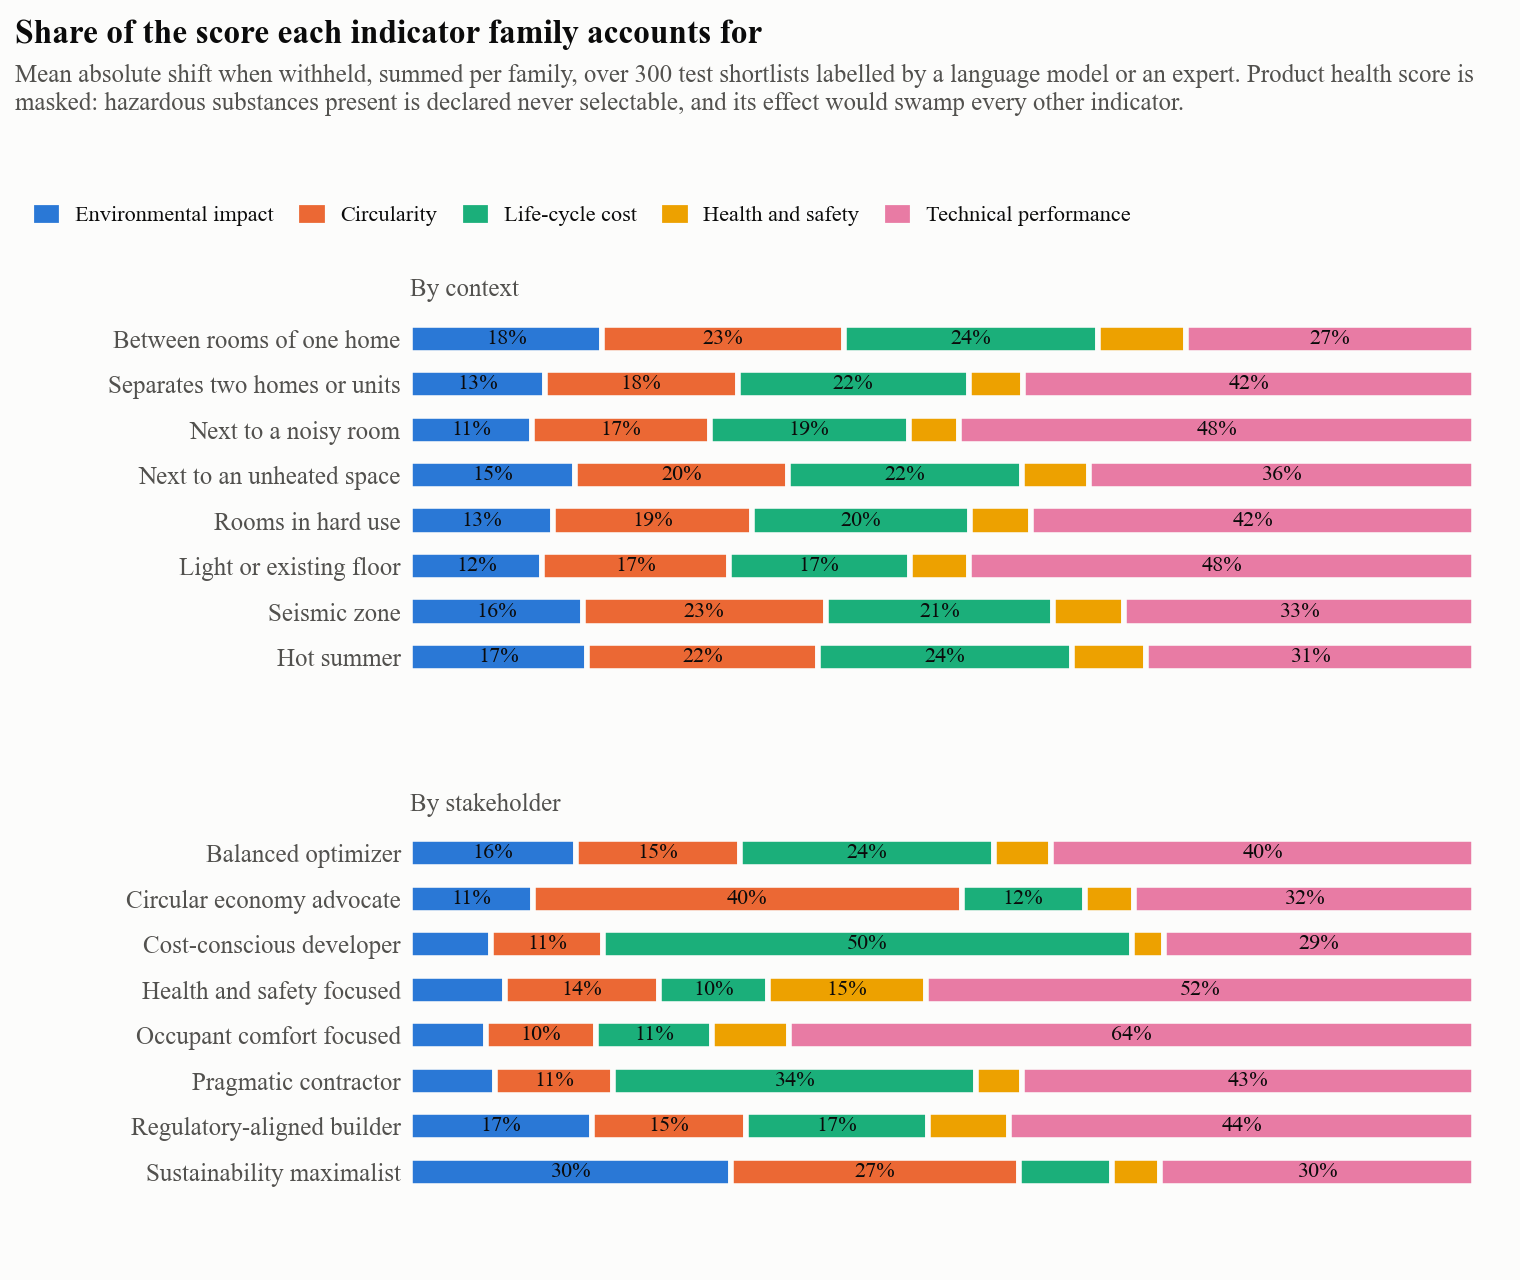 Share of the score each indicator family accounts for
Mean absolute shift when withheld, summed per family, over 300 test shortlists labelled by a language model or an expert. Product health score is
masked: hazardous substances present is declared never selectable, and its effect would swamp every other indicator.
Environmental impact Circularity Life-cycle cost Health and safety Technical performance
By context
Between rooms of one home 18% 23% 24% 27%
Separates two homes or units 13% 18% 22% 42%
Next to a noisy room 11% 17% 19% 48%
Next to an unheated space 15% 20% 22% 36%
Rooms in hard use 13% 19% 20% 42%
Light or existing floor 12% 17% 17% 48%
Seismic zone 16% 23% 21% 33%
Hot summer 17% 22% 24% 31%
By stakeholder
Balanced optimizer 16% 15% 24% 40%
Circular economy advocate 11% 40% 12% 32%
Cost-conscious developer 11% 50% 29%
Health and safety focused 14% 10% 15% 52%
Occupant comfort focused 10% 11% 64%
Pragmatic contractor 11% 34% 43%
Regulatory-aligned builder 17% 15% 17% 44%
Sustainability maximalist 30% 27% 30%